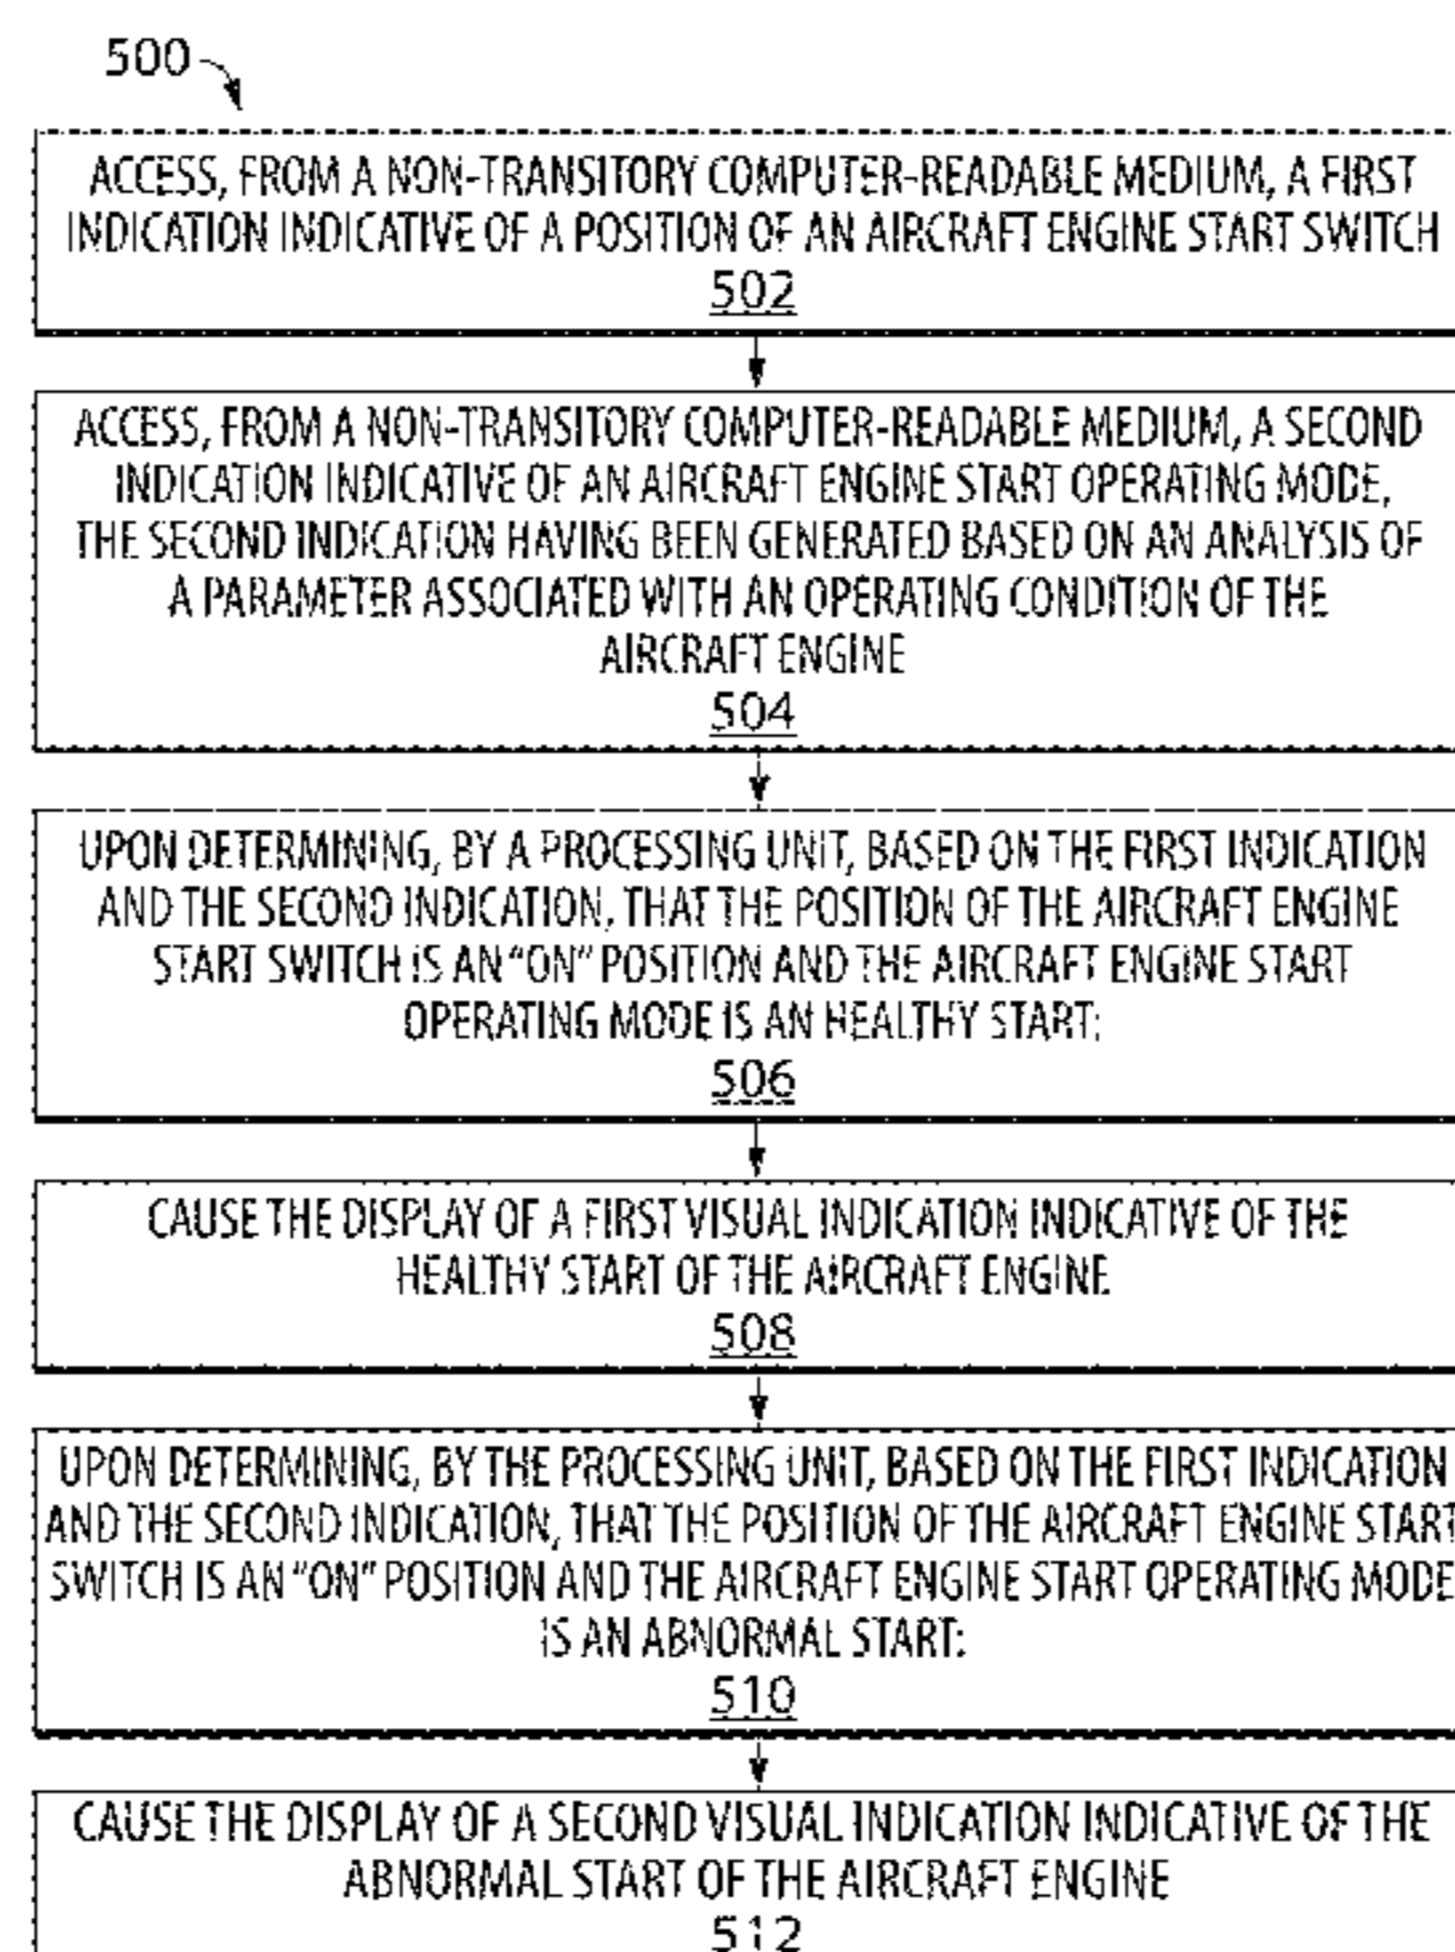 500
ACCESS, FROM A NON-TRANSITORY COMPUTER-READABLE MEDIUM, A FIRST
INDICATION INDICATIVE OF A POSITION OF AN AIRCRAFT ENGINE START SWITCH
502
ACCESS, FROM A NON-TRANSITORY COMPUTER-READABLE MEDIUM, A SECOND
INDICATION INDICATIVE OF AN AIRCRAFT ENGINE START OPERATING MODE,
THE SECOND INDICATION HAVING BEEN GENERATED BASED ON AN ANALYSIS OF
A PARAMETER ASSOCIATED WITH AN OPERATING CONDITION OF THE
AIRCRAFT ENGINE
504
UPON DETERMINING, BY A PROCESSING UNIT, BASED ON THE FIRST INDICATION
AND THE SECOND INDICATION, THAT THE POSITION OF THE AIRCRAFT ENGINE
START SWITCH IS AN “ON” POSITION AND THE AIRCRAFT ENGINE START
OPERATING MODE IS AN HEALTHY START:
506
CAUSE THE DISPLAY OF A FIRST VISUAL INDICATION INDICATIVE OF THE
HEALTHY START OF THE AIRCRAFT ENGINE
508
UPON DETERMINING, BY THE PROCESSING UNIT, BASED ON THE FIRST INDICATION
AND THE SECOND INDICATION, THAT THE POSITION OF THE AIRCRAFT ENGINE START
SWITCH IS AN “ON” POSITION AND THE AIRCRAFT ENGINE START OPERATING MODE
IS AN ABNORMAL START:
510
CAUSE THE DISPLAY OF A SECOND VISUAL INDICATION INDICATIVE OF THE
ABNORMAL START OF THE AIRCRAFT ENGINE
512